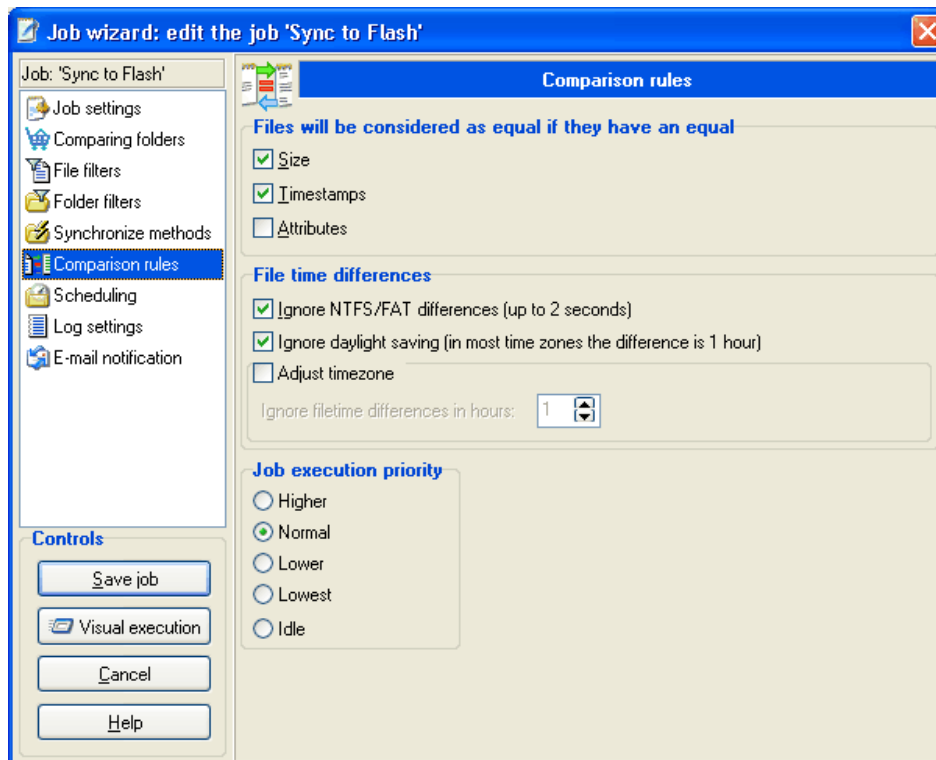 Job wizard: edit the job 'Sync to Flash'
Job: 'Sync to Flash'
Job settings
Comparing folders
File filters
Folder filters
Synchronize methods
Comparison rules
Scheduling
Log settings
E-mail notification
Controls
Save job
Visual execution
Cancel
Help
Comparison rules
Files will be considered as equal if they have an equal
Size
Timestamps
Attributes
File time differences
Ignore NTFS/FAT differences (up to 2 seconds)
Ignore daylight saving (in most time zones the difference is 1 hour)
Adjust timezone
Ignore filetime differences in hours: 1
Job execution priority
Higher
Normal
Lower
Lowest
Idle